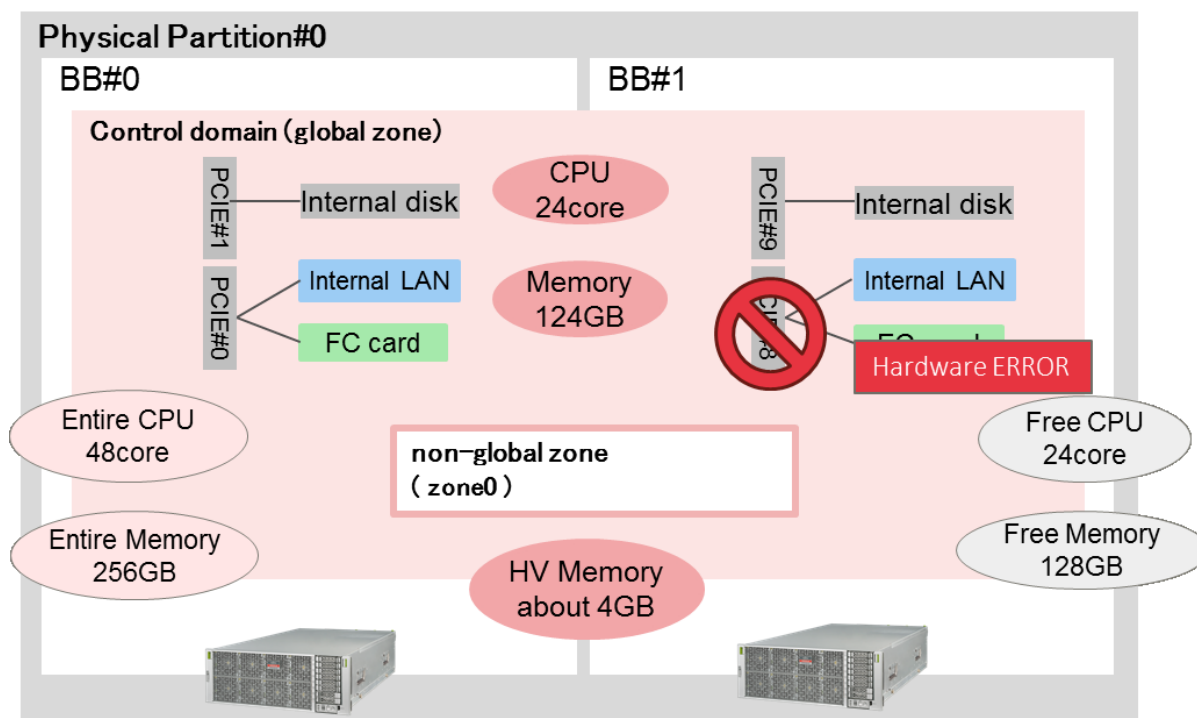 Physical Partition#0
BB#0
BB#1
Control domain (global zone)
PCIE#1
Internal disk
CPU
24core
PCIE#9
Internal disk
PCIE#0
Internal LAN
FC card
Memory
124GB
Internal LAN
Hardware ERROR
Entire CPU
48core
Free CPU
24core
non-global zone
( zone0 )
Entire Memory
256GB
Free Memory
128GB
HV Memory
about 4GB